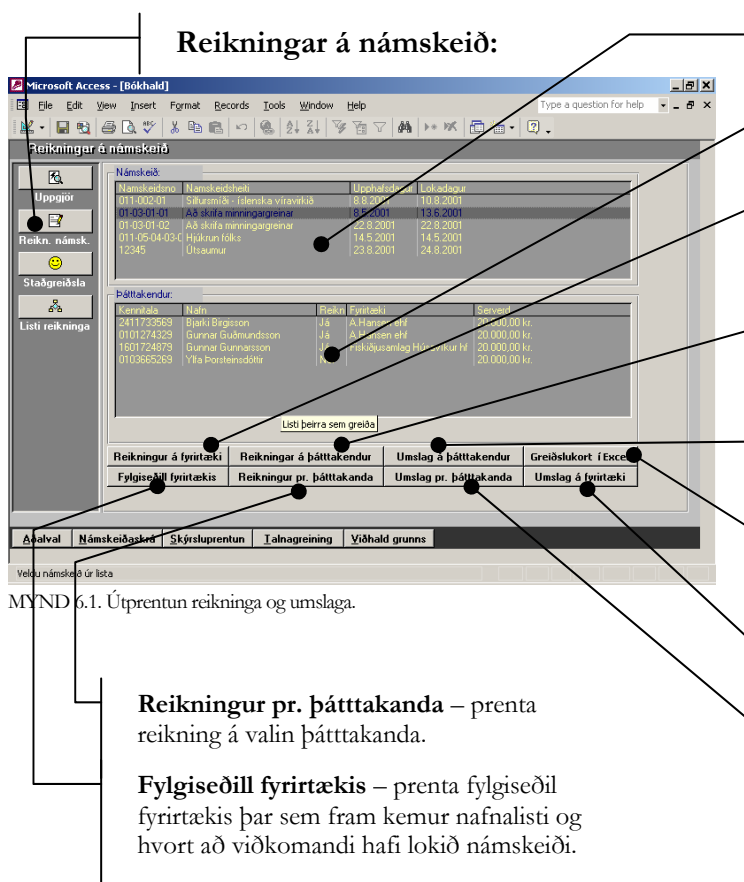 Reikningar á námskeið:
Microsoft Access - [Bókhald]
File Edit View Insert Format Records Tools Window Help Type a question for help
Reikningar á námskeið
Uppgjör
Reikn. námsk.
Staðgreiðsla
Listi reikninga
Námskeið:
Namskeidsno Namskeidsheiti Upphafsdagur Lokadagur
011-002-01 Silfursmíði - íslenska víravirkið 8.8.2001 10.8.2001
01-03-01-01 Að skrifa minningargreinar 8.5.2001 13.6.2001
01-03-01-02 Að skrifa minningargreinar 22.8.2001 22.8.2001
011-05-04-03-0 Hjúkrun fólks 14.5.2001 14.5.2001
12345 Útsaumur 23.8.2001 24.8.2001
Þátttakendur:
Kennitala Nafn Reikn Fyrirtæki Serverd
2411733569 Bjarki Birgisson Já A.Hansen ehf 20.000,00 kr.
0101274329 Gunnar Guðmundsson Já A.Hansen ehf 20.000,00 kr.
1601724879 Gunnar Gunnarsson Já Fiskiðjusamlag Húsavíkur hf 20.000,00 kr.
0103665269 Ylfa Þorsteinsdóttir 20.000,00 kr.
Listi þeirra sem greiða
Reikningur á fyrirtæki Reikningar á þátttakendur Umslag á þátttakendur Greiðslukort í Excel
Fylgiseðill fyrirtækis Reikningur pr. þátttakanda Umslag pr. þátttakanda Umslag á fyrirtæki
Aðalval Námskeiðaskrá Skýrsluprentun Talnagreining Viðhald grunns
Veldu námskeið úr lista
MYND 6.1. Útprentun reikninga og umslaga.
Reikningur pr. þátttakanda – prenta
reikning á valin þátttakanda.
Fylgiseðill fyrirtækis – prenta fylgiseðil
fyrirtækis þar sem fram kemur nafnalisti og
hvort að viðkomandi hafi lokið námskeiði.